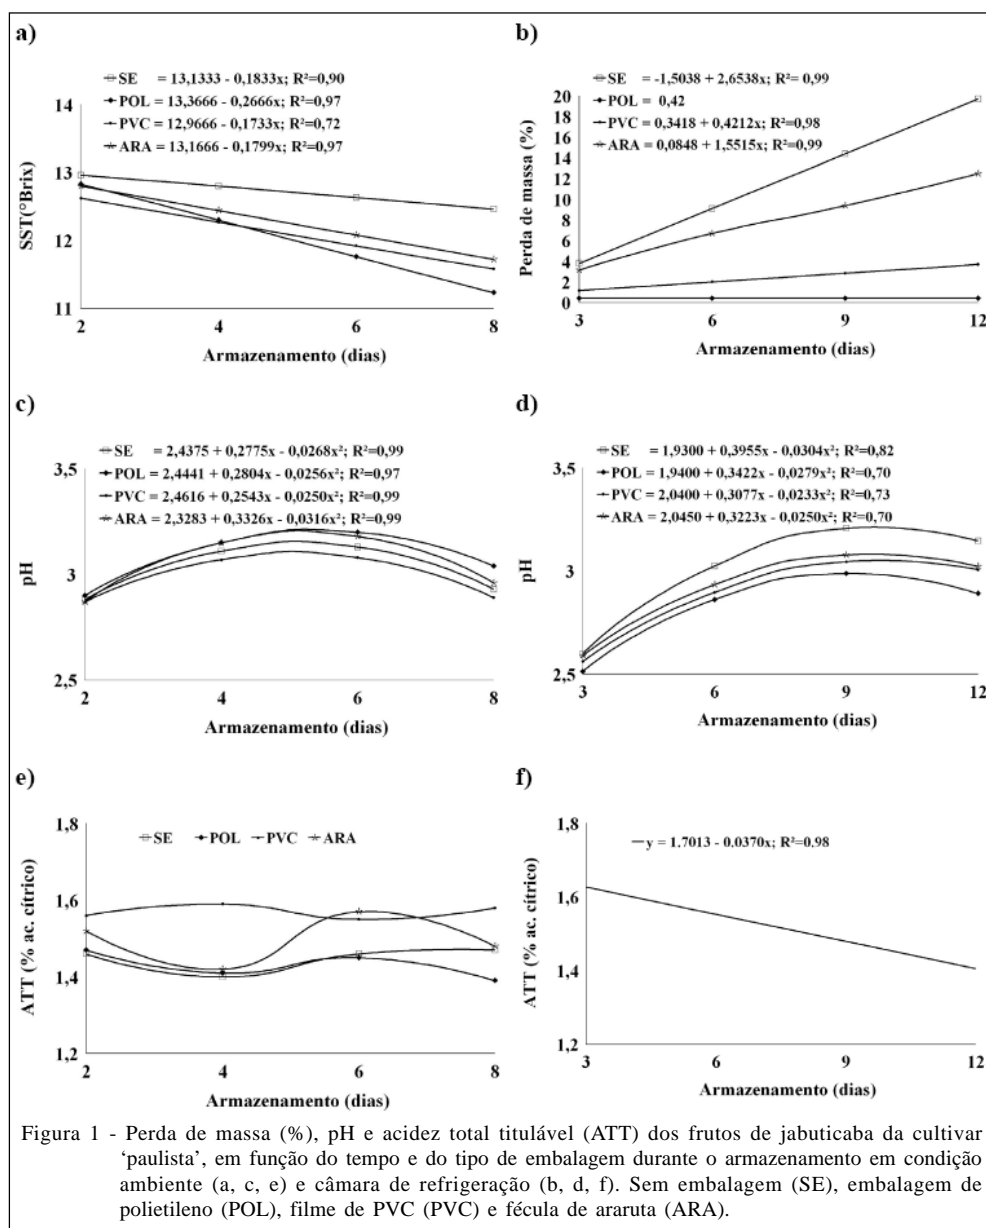 a)
SE = 13,1333 - 0,1833x; R²=0,90
POL = 13,3666 - 0,2666x; R²=0,97
PVC = 12,9666 - 0,1733x; R²=0,72
ARA = 13,1666 - 0,1799x; R²=0,97
14
13
12
11
SST(°Brix)
2 4 6 8
Armazenamento (dias)
b)
SE = -1,5038 + 2,6538x; R²= 0,99
POL = 0,42
PVC = 0,3418 + 0,4212x; R²=0,98
ARA = 0,0848 + 1,5515x; R²=0,99
20
18
16
14
12
10
8
6
4
2
0
Perda de massa (%)
3 6 9 12
Armazenamento (dias)
c)
SE = 2,4375 + 0,2775x - 0,0268x²; R²=0,99
POL = 2,4441 + 0,2804x - 0,0256x²; R²=0,97
PVC = 2,4616 + 0,2543x - 0,0250x²; R²=0,99
ARA = 2,3283 + 0,3326x - 0,0316x²; R²=0,99
3,5
3
2,5
pH
2 4 6 8
Armazenamento (dias)
d)
SE = 1,9300 + 0,3955x - 0,0304x²; R²=0,82
POL = 1,9400 + 0,3422x - 0,0279x²; R²=0,70
PVC = 2,0400 + 0,3077x - 0,0233x²; R²=0,73
ARA = 2,0450 + 0,3223x - 0,0250x²; R²=0,70
3,5
3
2,5
pH
3 6 9 12
Armazenamento (dias)
e)
SE POL PVC ARA
1,8
1,6
1,4
1,2
ATT (% ac. cítrico)
2 4 6 8
Armazenamento (dias)
f)
y = 1.7013 - 0.0370x; R²=0.98
1,8
1,6
1,4
1,2
ATT (% ac. cítrico)
3 6 9 12
Armazenamento (dias)
Figura 1 - Perda de massa (%), pH e acidez total titulável (ATT) dos frutos de jabuticaba da cultivar
‘paulista’, em função do tempo e do tipo de embalagem durante o armazenamento em condição
ambiente (a, c, e) e câmara de refrigeração (b, d, f). Sem embalagem (SE), embalagem de
polietileno (POL), filme de PVC (PVC) e fécula de araruta (ARA).